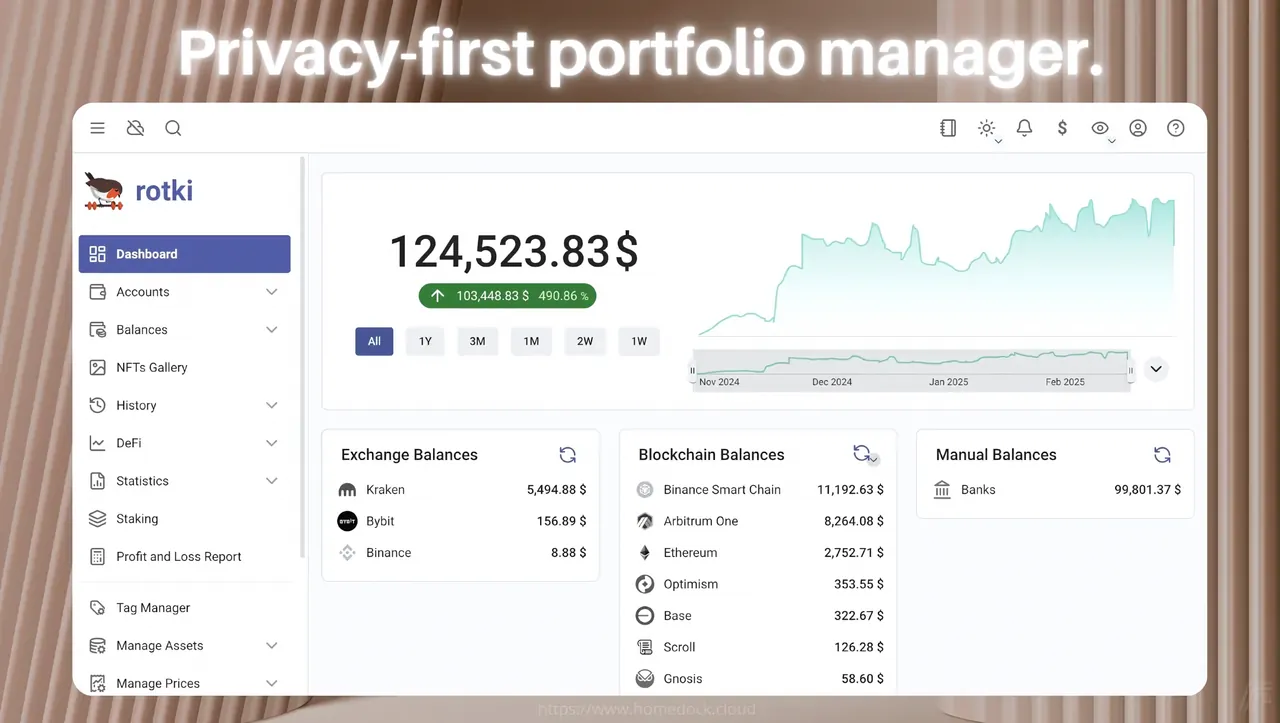 Privacy-first portfolio manager.
rotki
Dashboard
Accounts
Balances
NFTs Gallery
History
DeFi
Statistics
Staking
Profit and Loss Report
Tag Manager
Manage Assets
Manage Prices
124,523.83 $
103,448.83 $ 490.86 %
All 1Y 3M 1M 2W 1W
Nov 2024 Dec 2024 Jan 2025 Feb 2025
Exchange Balances
Kraken 5,494.88 $
BYBIT Bybit 156.89 $
Binance 8.88 $
Blockchain Balances
Binance Smart Chain 11,192.63 $
Arbitrum One 8,264.08 $
Ethereum 2,752.71 $
Optimism 353.55 $
Base 322.67 $
Scroll 126.28 $
Gnosis 58.60 $
Manual Balances
Banks 99,801.37 $
https://www.homedock.cloud